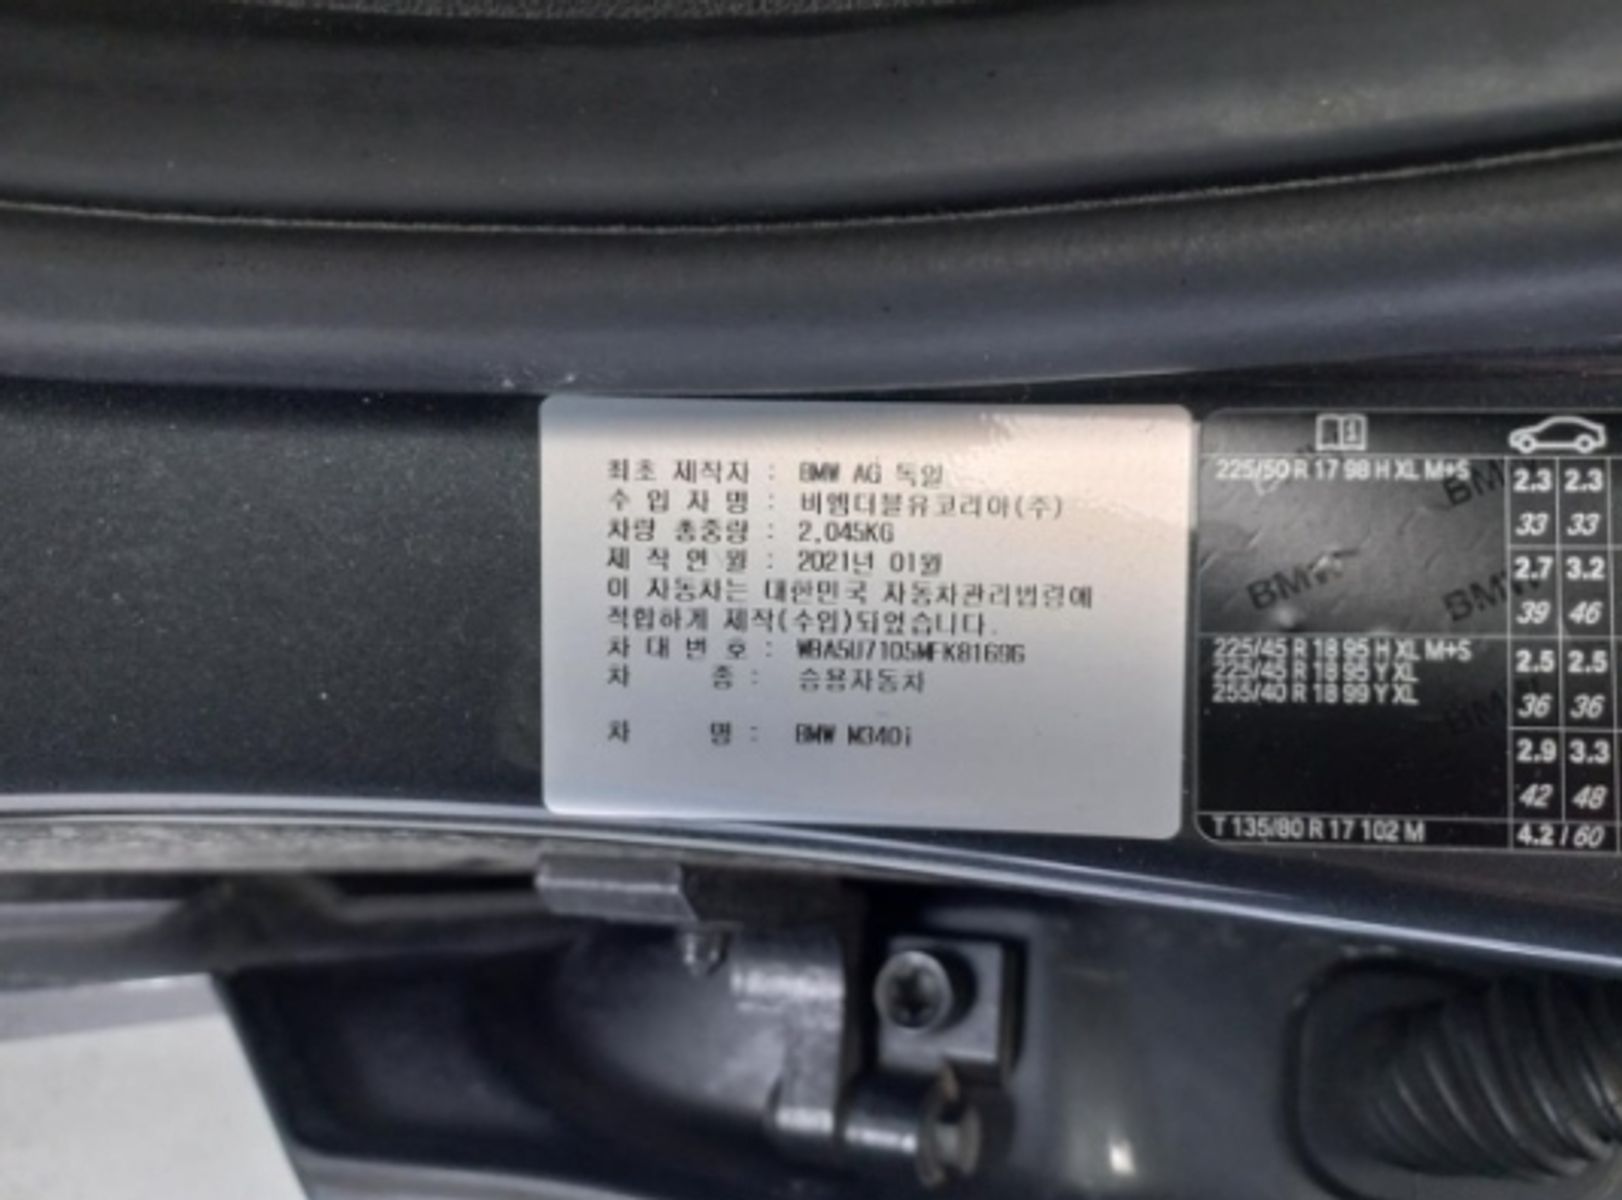 최초 제작자 : BMW AG 독일
수 입 자 명 : 비엠더블유코리아(주)
차량 총중량 : 2,045KG
제 작 연 월 : 2021년 01월
이 자동차는 대한민국 자동차관리법령에
적합하게 제작(수입)되었습니다.
차 대 번 호 : WBA5U7105MFK81696
차 종 : 승용자동차
차 명 : BMW M340i
225/50 R 17 98 H XL M+S
2.3 2.3
33 33
2.7 3.2
39 46
225/45 R 18 95 H XL M+S
225/45 R 18 95 Y XL
255/40 R 18 99 Y XL
2.5 2.5
36 36
2.9 3.3
42 48
T 135/80 R 17 102 M 4.2 / 60
BMW
BMW
BMW
BMW